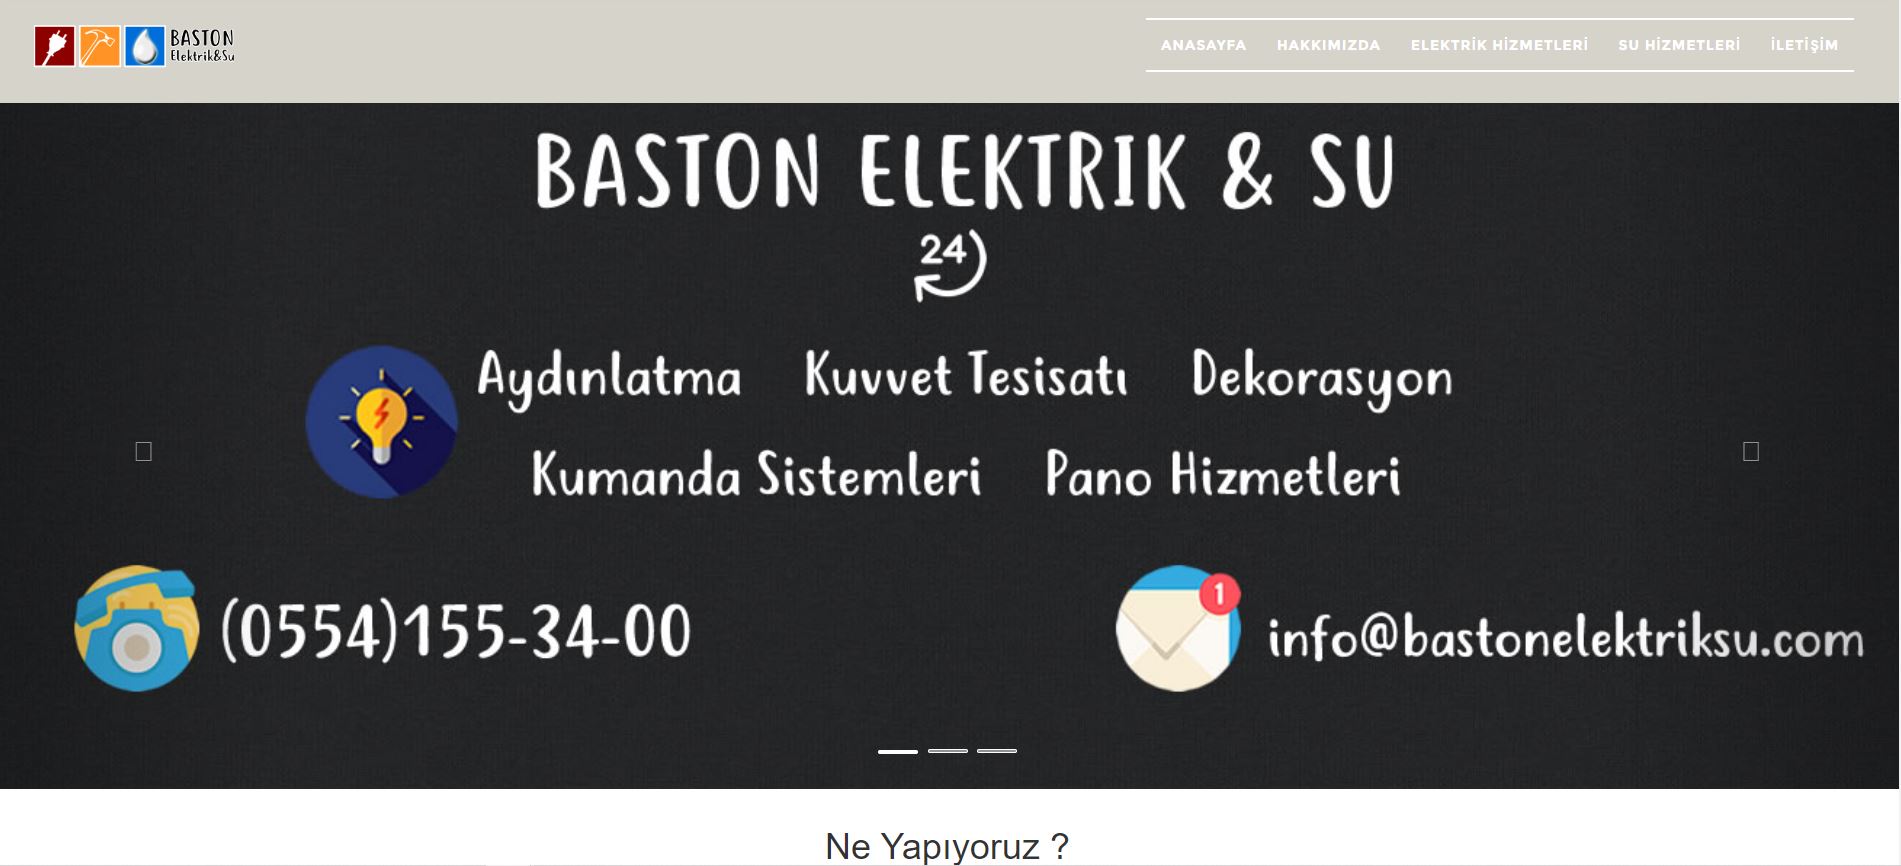 BASTON
Elektrik&Su
ANASAYFA HAKKIMIZDA ELEKTRİK HİZMETLERİ SU HİZMETLERİ İLETİŞİM
BASTON ELEKTRIK & SU
24
Aydınlatma Kuvvet Tesisatı Dekorasyon
Kumanda Sistemleri Pano Hizmetleri
(0554)155-34-00
1
info@bastonelektriksu.com
Ne Yapıyoruz ?